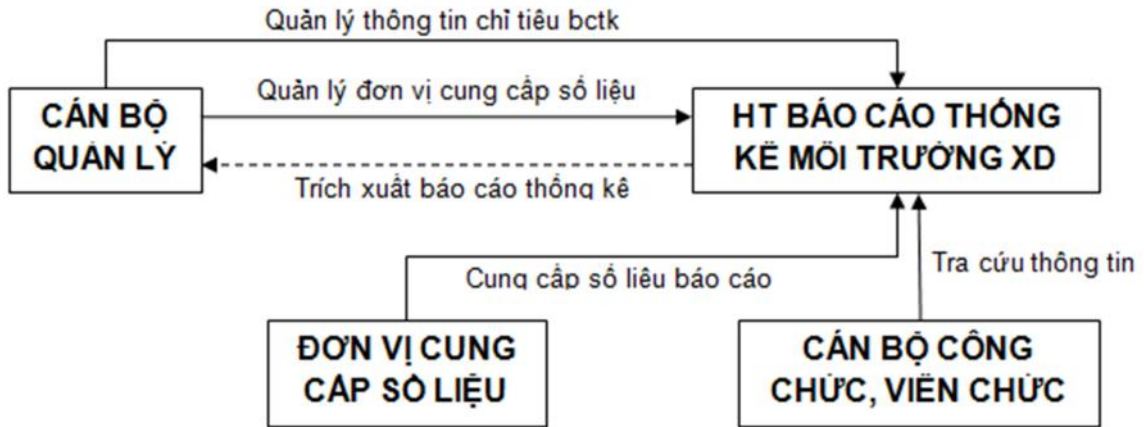 Quản lý thông tin chỉ tiêu bctk
Quản lý đơn vị cung cấp số liệu
CÁN BỘ
QUẢN LÝ
HT BÁO CÁO THỐNG
KÊ MÔI TRƯỜNG XD
Trích xuất báo cáo thống kê
Cung cấp số liệu báo cáo
Tra cứu thông tin
ĐƠN VỊ CUNG
CẤP SỐ LIỆU
CÁN BỘ CÔNG
CHỨC, VIÊN CHỨC